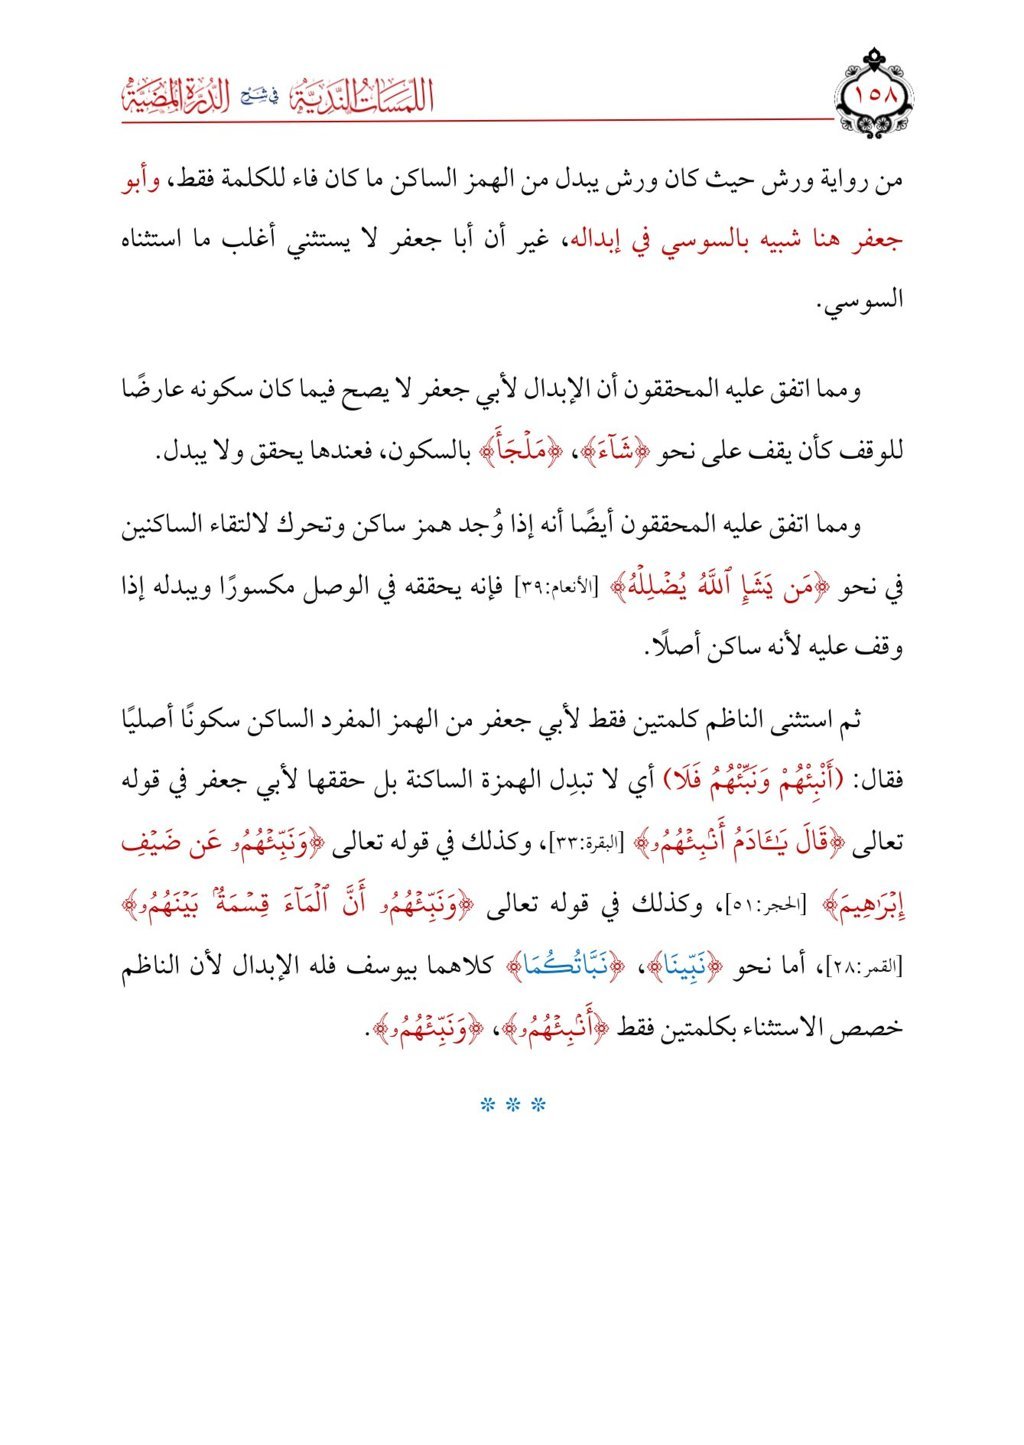 اللمسات الندية في شرح الدرة المضية
١٥٨
من رواية ورش حيث كان ورش يبدل من الهمز الساكن ما كان فاء للكلمة فقط، وأبو
جعفر هنا شبيه بالسوسي في إبداله، غير أن أبا جعفر لا يستثني أغلب ما استثناه
السوسي.
ومما اتفق عليه المحققون أن الإبدال لأبي جعفر لا يصح فيما كان سكونه عارضًا
للوقف كأن يقف على نحو ﴿شَآءَ﴾، ﴿مَلۡجَأَ﴾ بالسكون، فعندها يحقق ولا يبدل.
ومما اتفق عليه المحققون أيضًا أنه إذا وُجد همز ساكن وتحرك لالتقاء الساكنين
في نحو ﴿مَن يَشَإِ ٱللَّهُ يُضۡلِلۡهُ﴾ [الأنعام:٣٩] فإنه يحققه في الوصل مكسورًا ويبدله إذا
وقف عليه لأنه ساكن أصلًا.
ثم استثنى الناظم كلمتين فقط لأبي جعفر من الهمز المفرد الساكن سكونًا أصليًا
فقال: (أَنْبِئْهُمْ وَنَبِّئْهُمُ فَلَا) أي لا تبدِل الهمزة الساكنة بل حققها لأبي جعفر في قوله
تعالى ﴿قَالَ يَـٰٓـَٔادَمُ أَنۢبِئۡهُمُۥ﴾ [البقرة:٣٣]، وكذلك في قوله تعالى ﴿وَنَبِّئۡهُمُۥ عَن ضَيۡفِ
إِبۡرَٰهِيمَ﴾ [الحجر:٥١]، وكذلك في قوله تعالى ﴿وَنَبِّئۡهُمُۥ أَنَّ ٱلۡمَآءَ قِسۡمَةُۢ بَيۡنَهُمُۥ﴾
[القمر:٢٨]، أما نحو ﴿نَبِّينَا﴾، ﴿نَبَّاتُكُمَا﴾ كلاهما بيوسف فله الإبدال لأن الناظم
خصص الاستثناء بكلمتين فقط ﴿أَنۢبِئۡهُمُۥ﴾، ﴿وَنَبِّئۡهُمُۥ﴾.
* * *